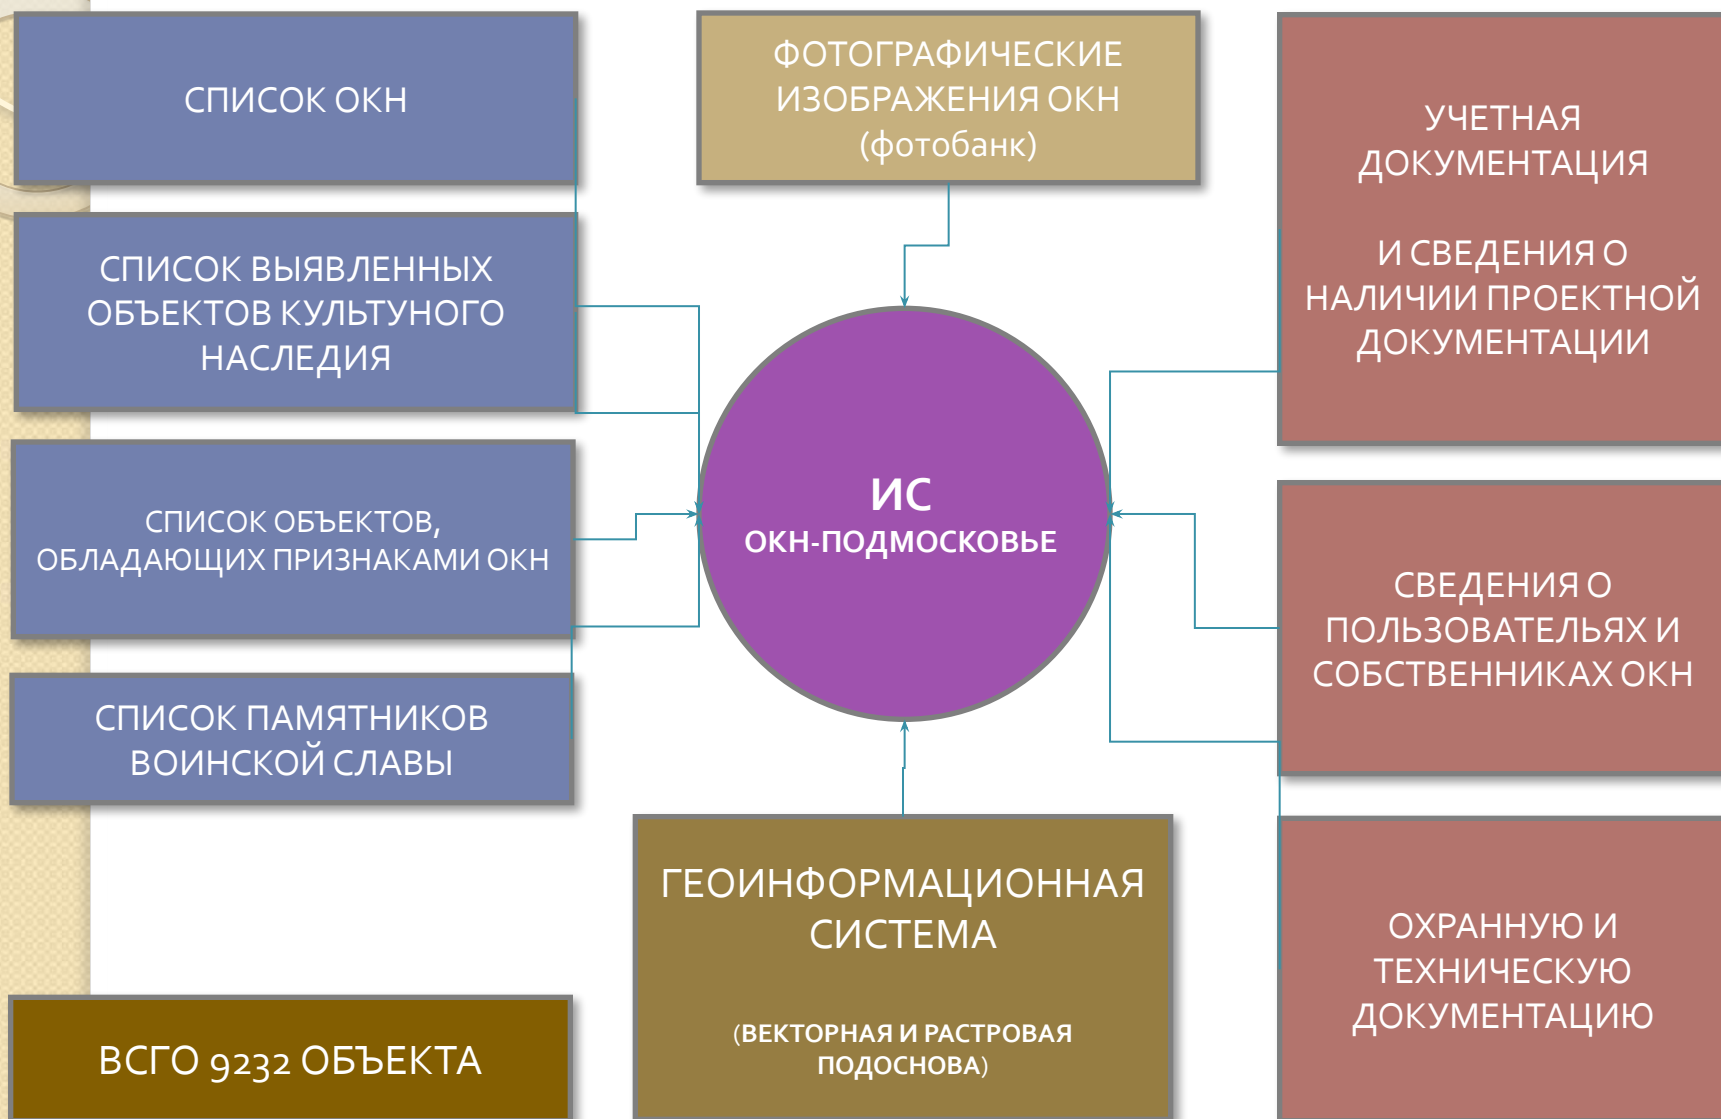 СПИСОК ОКН
СПИСОК ВЫЯВЛЕННЫХ
ОБЪЕКТОВ КУЛЬТУНОГО
НАСЛЕДИЯ
СПИСОК ОБЪЕКТОВ,
ОБЛАДАЮЩИХ ПРИЗНАКАМИ ОКН
СПИСОК ПАМЯТНИКОВ
ВОИНСКОЙ СЛАВЫ
ВСГО 9232 ОБЪЕКТА
ФОТОГРАФИЧЕСКИЕ
ИЗОБРАЖЕНИЯ ОКН
(фотобанк)
ИС
ОКН-ПОДМОСКОВЬЕ
ГЕОИНФОРМАЦИОННАЯ
СИСТЕМА
(ВЕКТОРНАЯ И РАСТРОВАЯ
ПОДОСНОВА)
УЧЕТНАЯ
ДОКУМЕНТАЦИЯ
И СВЕДЕНИЯ О
НАЛИЧИИ ПРОЕКТНОЙ
ДОКУМЕНТАЦИИ
СВЕДЕНИЯ О
ПОЛЬЗОВАТЕЛЬЯХ И
СОБСТВЕННИКАХ ОКН
ОХРАННУЮ И
ТЕХНИЧЕСКУЮ
ДОКУМЕНТАЦИЮ